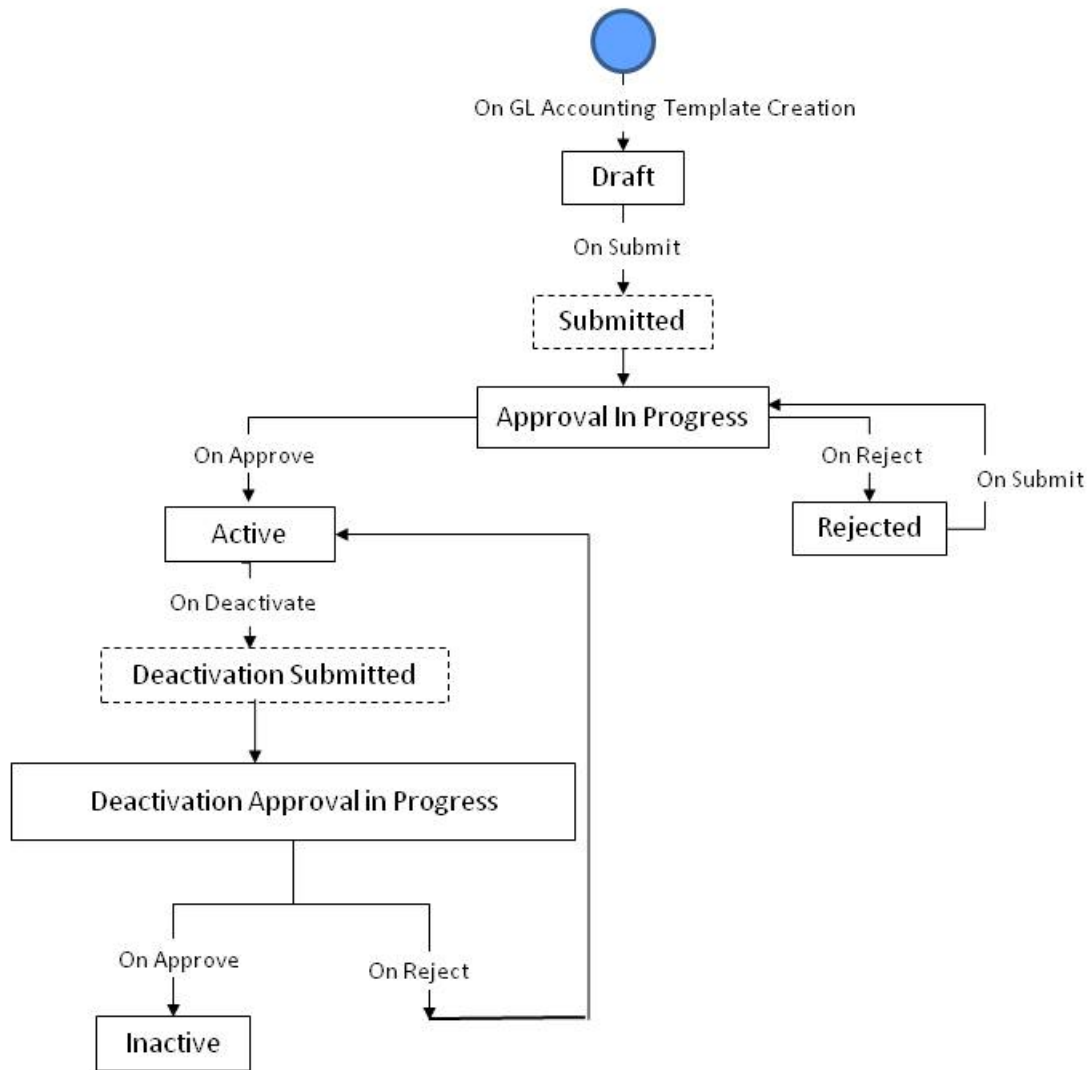 On GL Accounting Template Creation
Draft
On Submit
Submitted
Approval In Progress
On Approve
On Reject
On Submit
Active
Rejected
On Deactivate
Deactivation Submitted
Deactivation Approval in Progress
On Approve
On Reject
Inactive